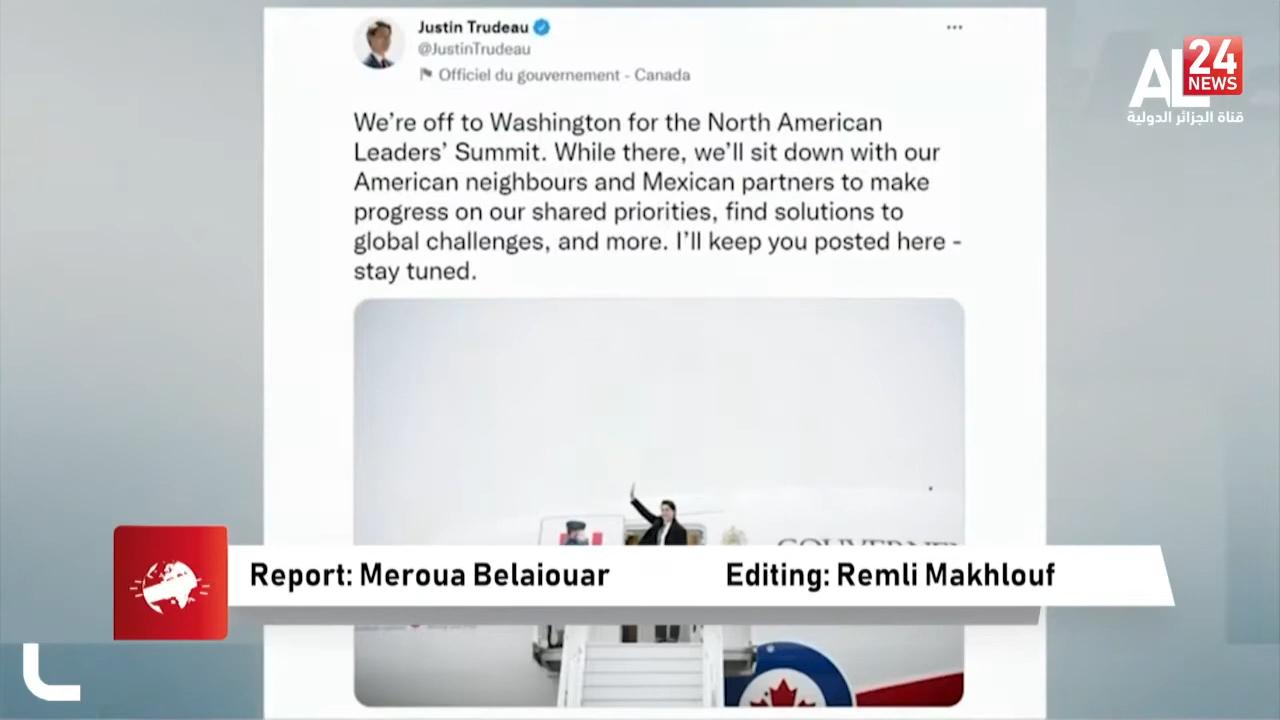 Justin Trudeau
@JustinTrudeau
Officiel du gouvernement - Canada
We’re off to Washington for the North American
Leaders’ Summit. While there, we’ll sit down with our
American neighbours and Mexican partners to make
progress on our shared priorities, find solutions to
global challenges, and more. I’ll keep you posted here -
stay tuned.
AL
24
NEWS
قناة الجزائر الدولية
Report: Meroua Belaiouar
Editing: Remli Makhlouf